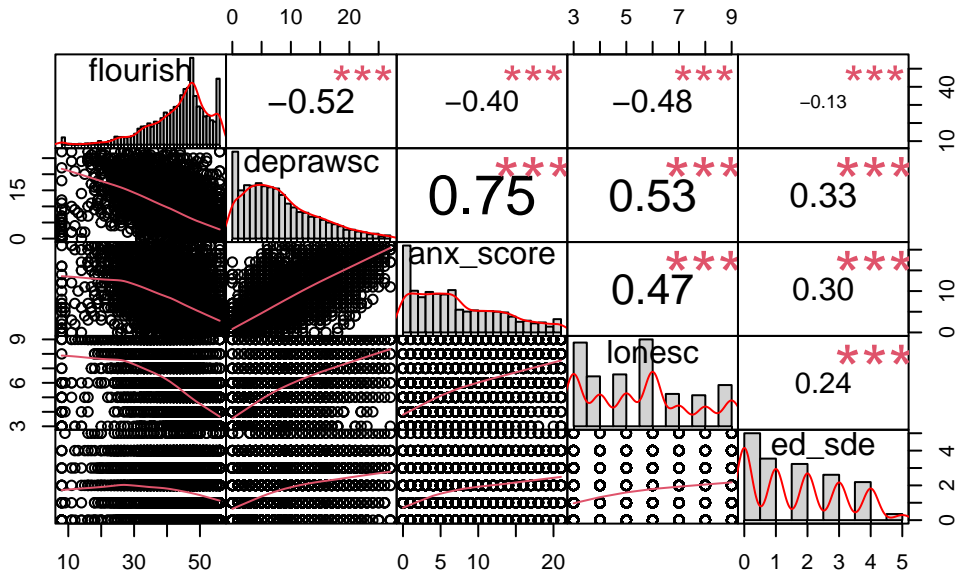 0 10 20
3 5 7 9
flourish
***
−0.52
***
−0.40
***
−0.48
***
−0.13
10 40
0 15
deprawsc
***
0.75
***
0.53
***
0.33
anx_score
***
0.47
***
0.30
0 10
3 6 9
lonesc
***
0.24
ed_sde
0 2 4
10 30 50
0 5 10 15 20
0 1 2 3 4 5